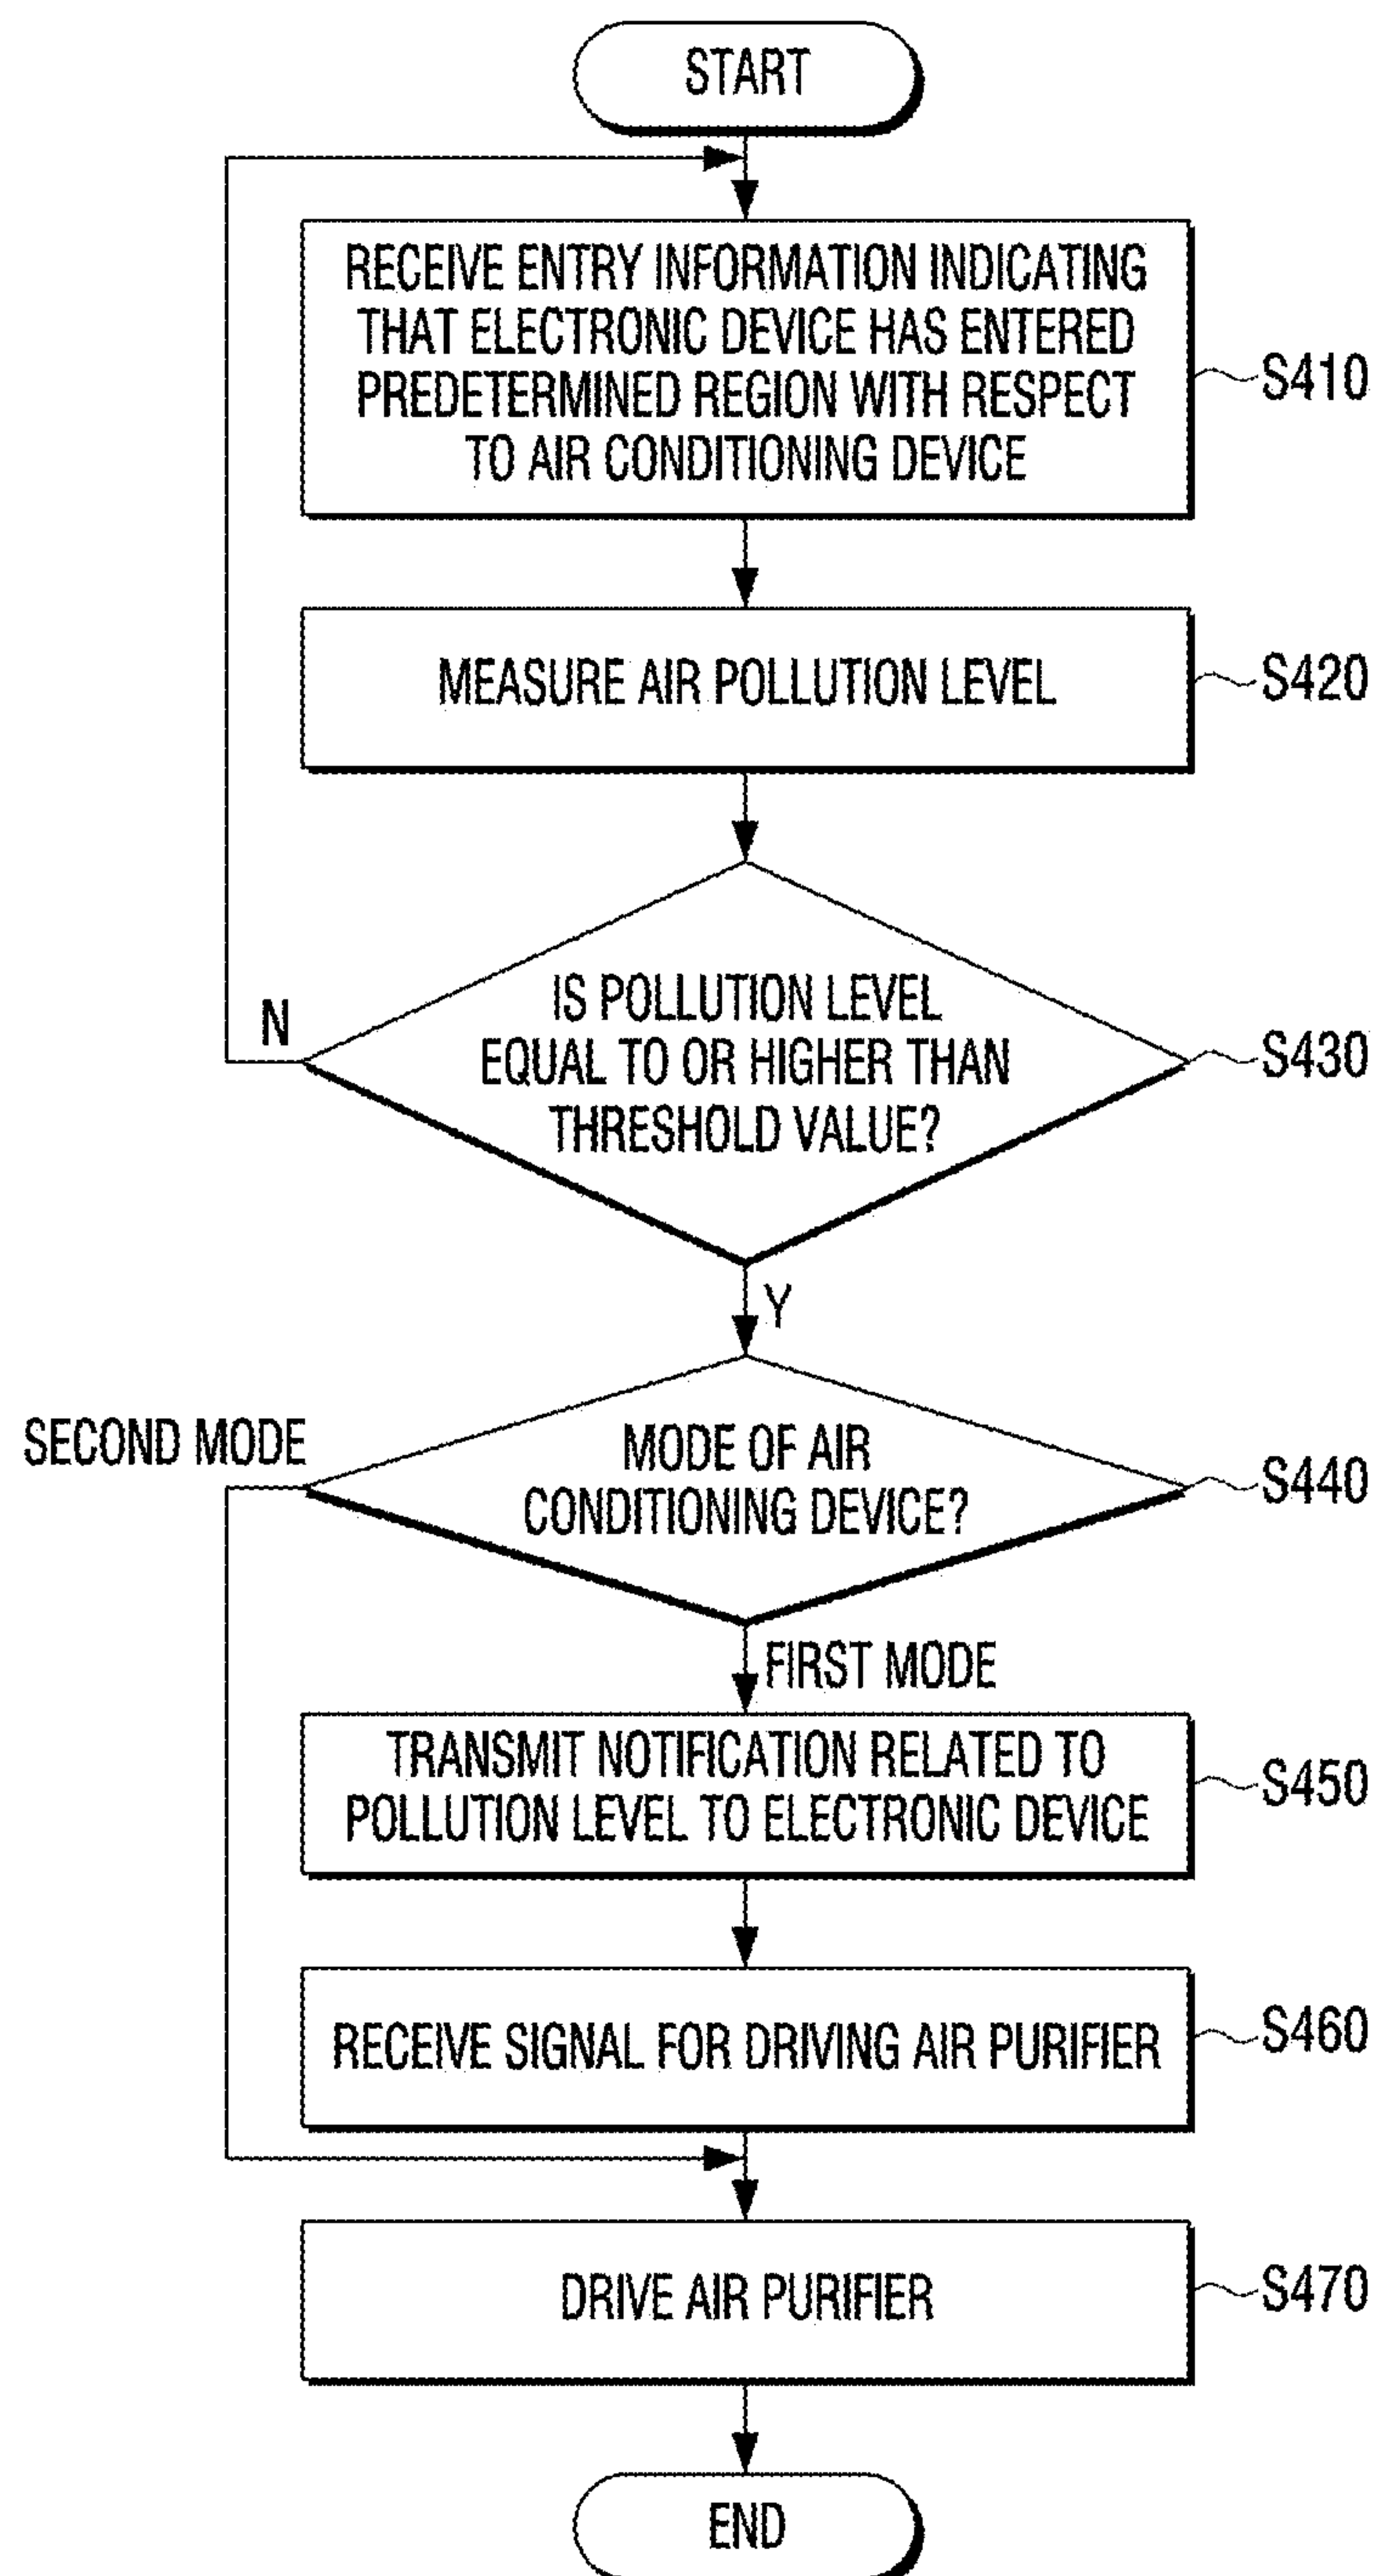 START
RECEIVE ENTRY INFORMATION INDICATING
THAT ELECTRONIC DEVICE HAS ENTERED
PREDETERMINED REGION WITH RESPECT
TO AIR CONDITIONING DEVICE
S410
MEASURE AIR POLLUTION LEVEL
S420
IS POLLUTION LEVEL
EQUAL TO OR HIGHER THAN
THRESHOLD VALUE?
S430
N
Y
MODE OF AIR
CONDITIONING DEVICE?
S440
SECOND MODE
FIRST MODE
TRANSMIT NOTIFICATION RELATED TO
POLLUTION LEVEL TO ELECTRONIC DEVICE
S450
RECEIVE SIGNAL FOR DRIVING AIR PURIFIER
S460
DRIVE AIR PURIFIER
S470
END